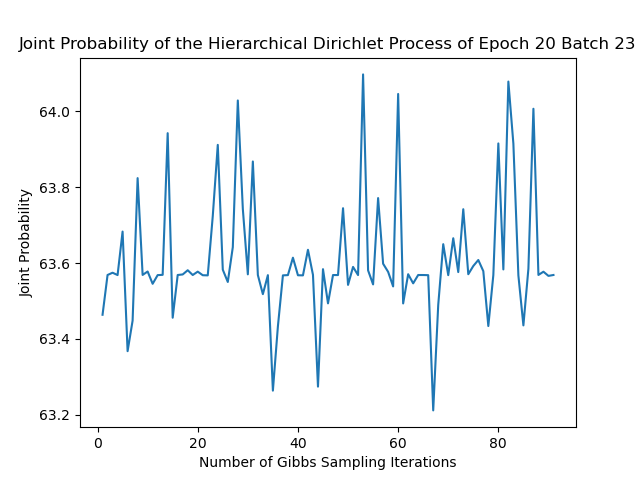 Joint Probability of the Hierarchical Dirichlet Process of Epoch 20 Batch 23
64.0
63.8
63.6
63.4
63.2
Joint Probability
0 20 40 60 80
Number of Gibbs Sampling Iterations